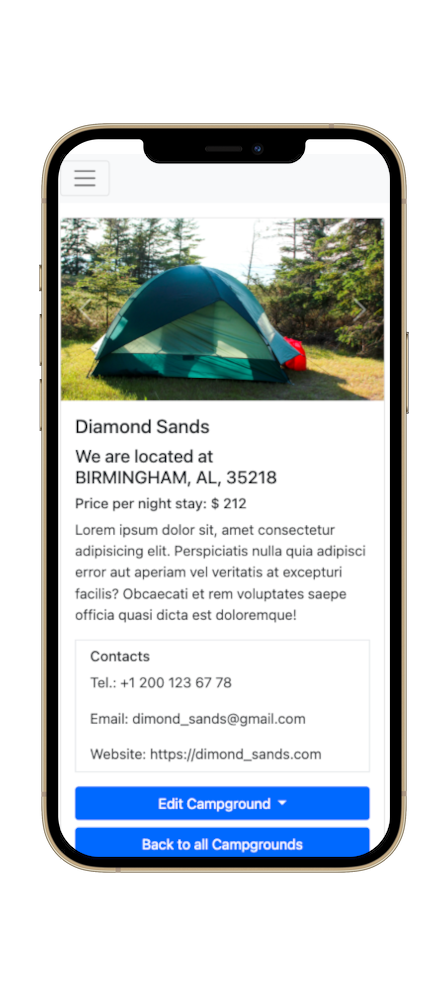 Diamond Sands
We are located at
BIRMINGHAM, AL, 35218
Price per night stay: $ 212
Lorem ipsum dolor sit, amet consectetur
adipisicing elit. Perspiciatis nulla quia adipisci
error aut aperiam vel veritatis at excepturi
facilis? Obcaecati et rem voluptates saepe
officia quasi dicta est doloremque!
Contacts
Tel.: +1 200 123 67 78
Email: dimond_sands@gmail.com
Website: https://dimond_sands.com
Edit Campground
Back to all Campgrounds